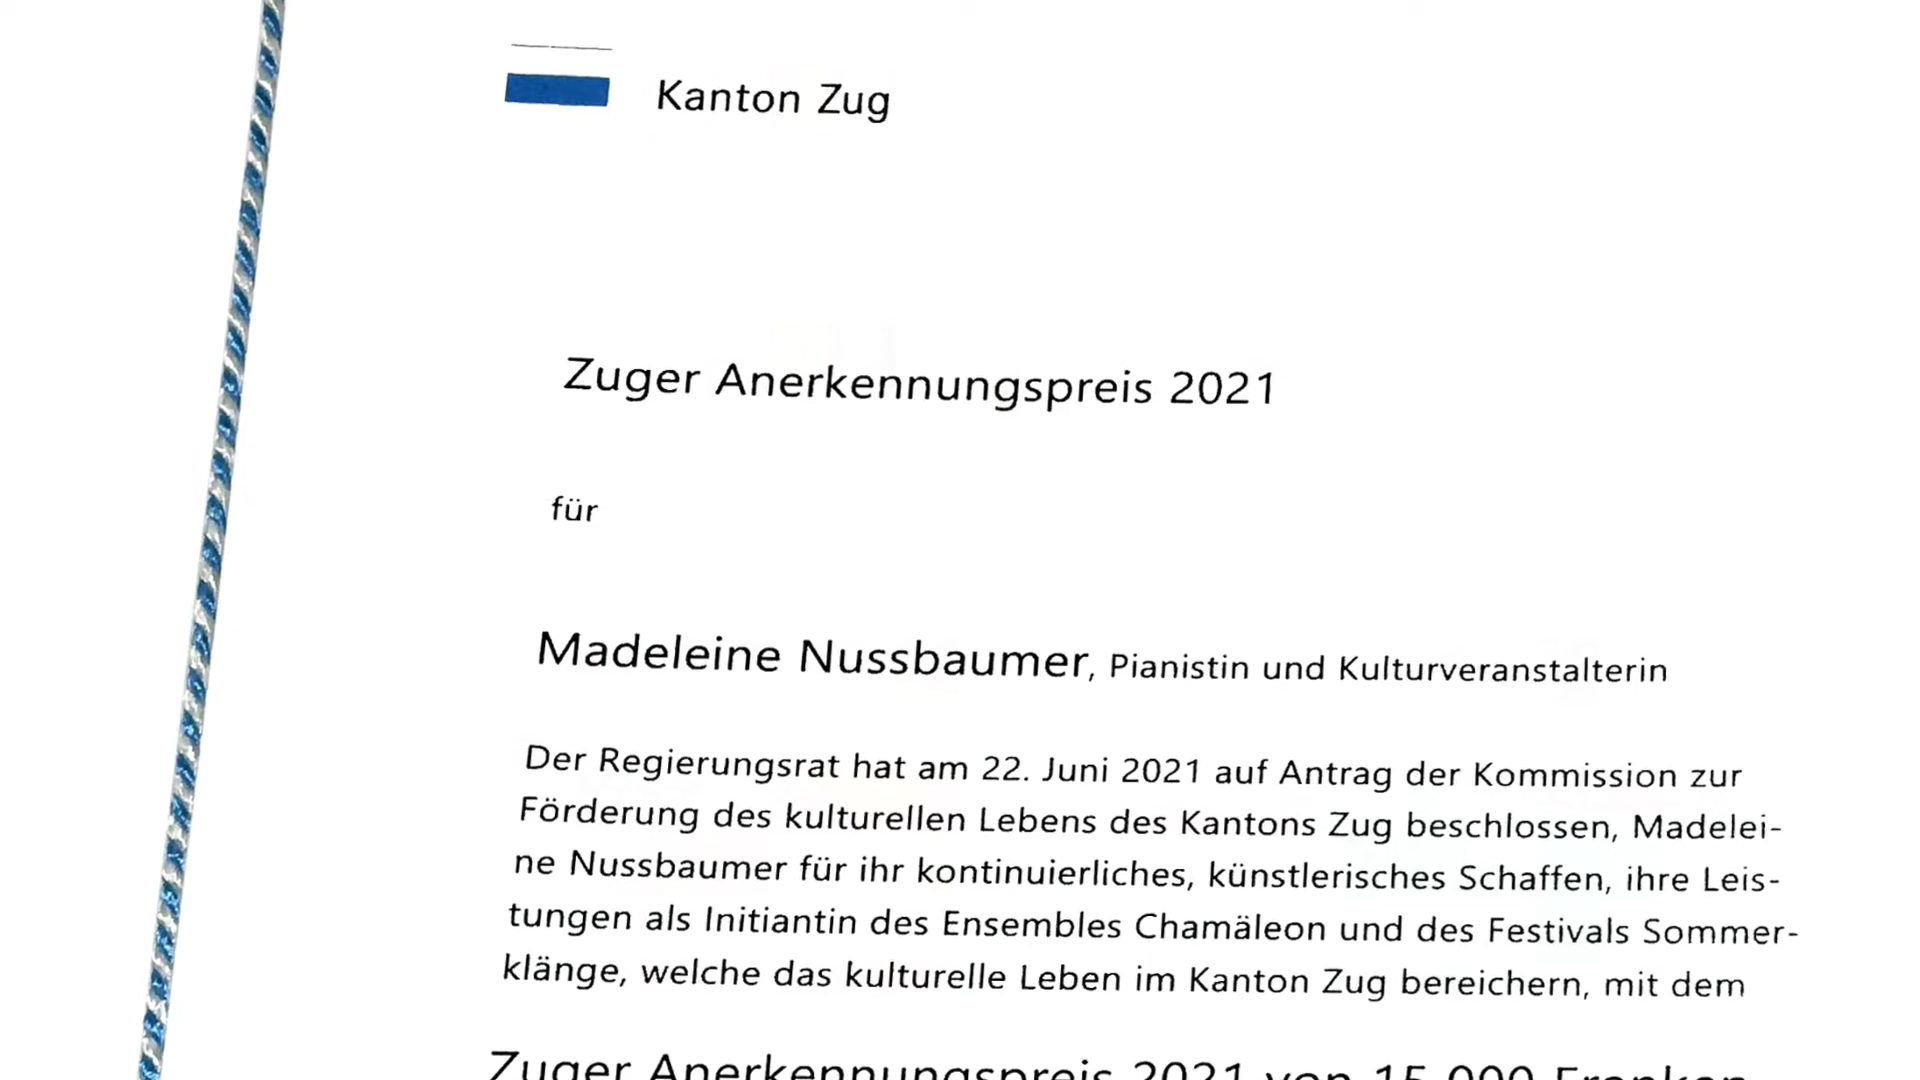 Kanton Zug
Zuger Anerkennungspreis 2021
für
Madeleine Nussbaumer, Pianistin und Kulturveranstalterin
Der Regierungsrat hat am 22. Juni 2021 auf Antrag der Kommission zur
Förderung des kulturellen Lebens des Kantons Zug beschlossen, Madelei-
ne Nussbaumer für ihr kontinuierliches, künstlerisches Schaffen, ihre Leis-
tungen als Initiantin des Ensembles Chamäleon und des Festivals Sommer-
klänge, welche das kulturelle Leben im Kanton Zug bereichern, mit dem
Zuger Anerkennungspreis 2021 von 15 000 Franken